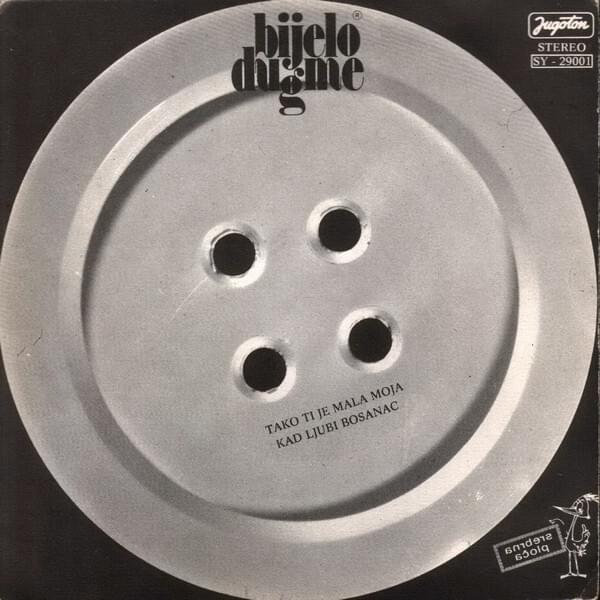 bijelo
dugme
®
Jugoton
STEREO
SY - 29001
TAKO TI JE MALA MOJA
KAD LJUBI BOSANAC
srebrna
ploča